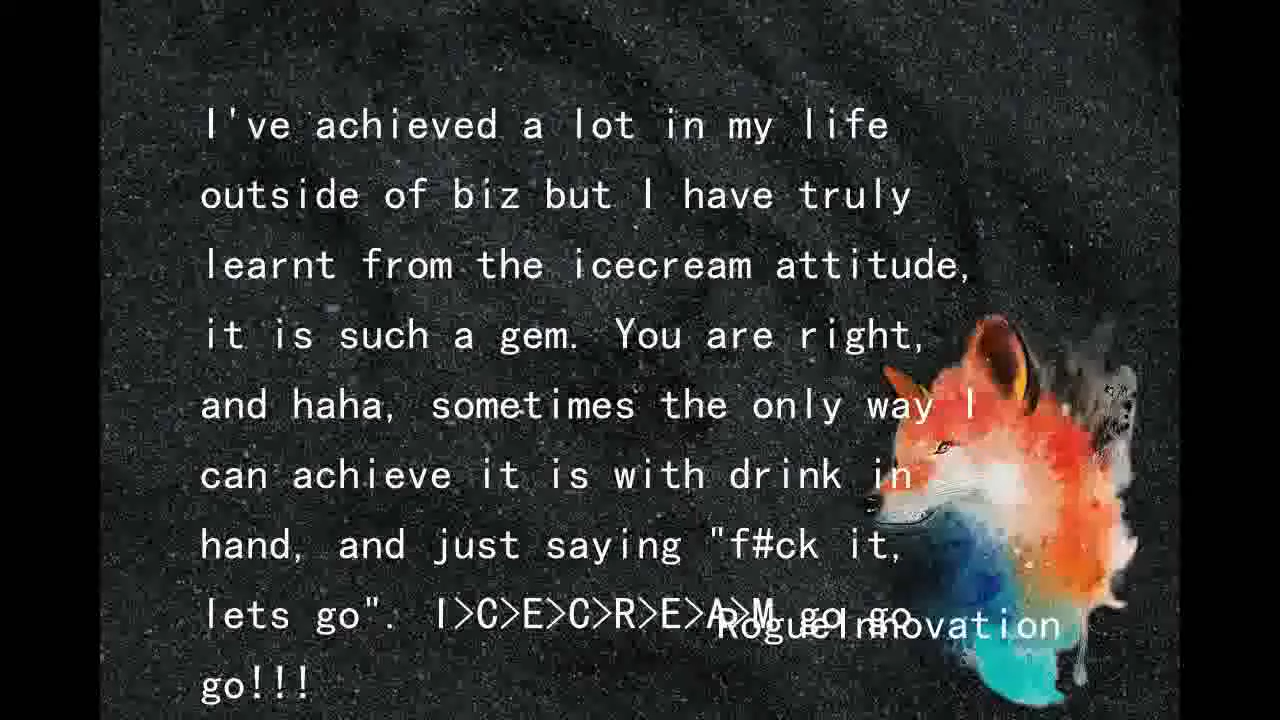 I've achieved a lot in my life
outside of biz but I have truly
learnt from the icecream attitude,
it is such a gem. You are right,
and haha, sometimes the only way I
can achieve it is with drink in
hand, and just saying "f#ck it,
lets go". I>C>E>C>R>E>A>M go go
RogueInnovation
go!!!